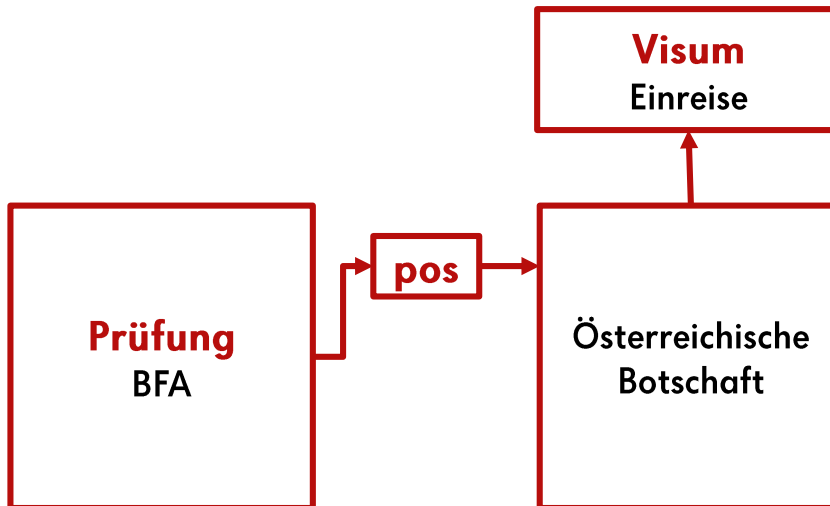 Visum
Einreise
pos
Prüfung
BFA
Österreichische
Botschaft